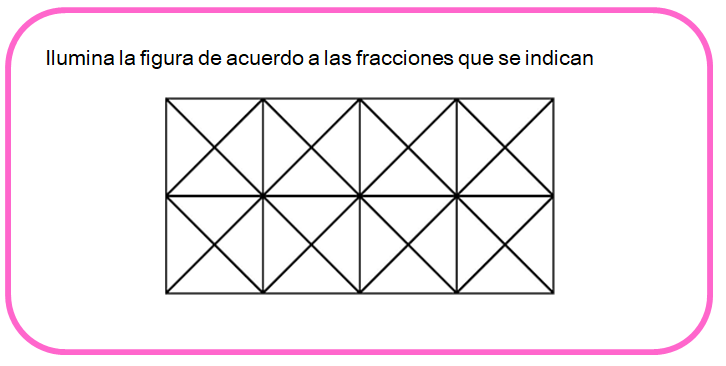 Ilumina la figura de acuerdo a las fracciones que se indican